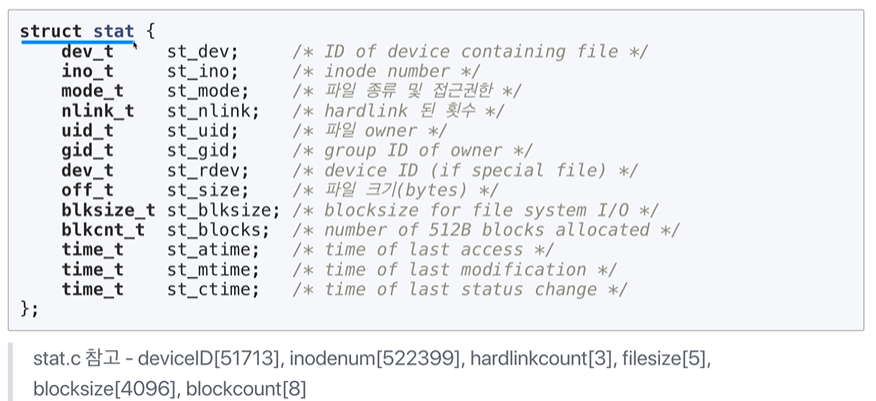 struct stat {
    dev_t     st_dev;     /* ID of device containing file */
    ino_t     st_ino;     /* inode number */
    mode_t    st_mode;    /* 파일 종류 및 접근권한 */
    nlink_t   st_nlink;   /* hardlink 된 횟수 */
    uid_t     st_uid;     /* 파일 owner */
    gid_t     st_gid;     /* group ID of owner */
    dev_t     st_rdev;    /* device ID (if special file) */
    off_t     st_size;    /* 파일 크기(bytes) */
    blksize_t st_blksize; /* blocksize for file system I/O */
    blkcnt_t  st_blocks;  /* number of 512B blocks allocated */
    time_t    st_atime;   /* time of last access */
    time_t    st_mtime;   /* time of last modification */
    time_t    st_ctime;   /* time of last status change */
};
stat.c 참고 - deviceID[51713], inodenum[522399], hardlinkcount[3], filesize[5],
blocksize[4096], blockcount[8]